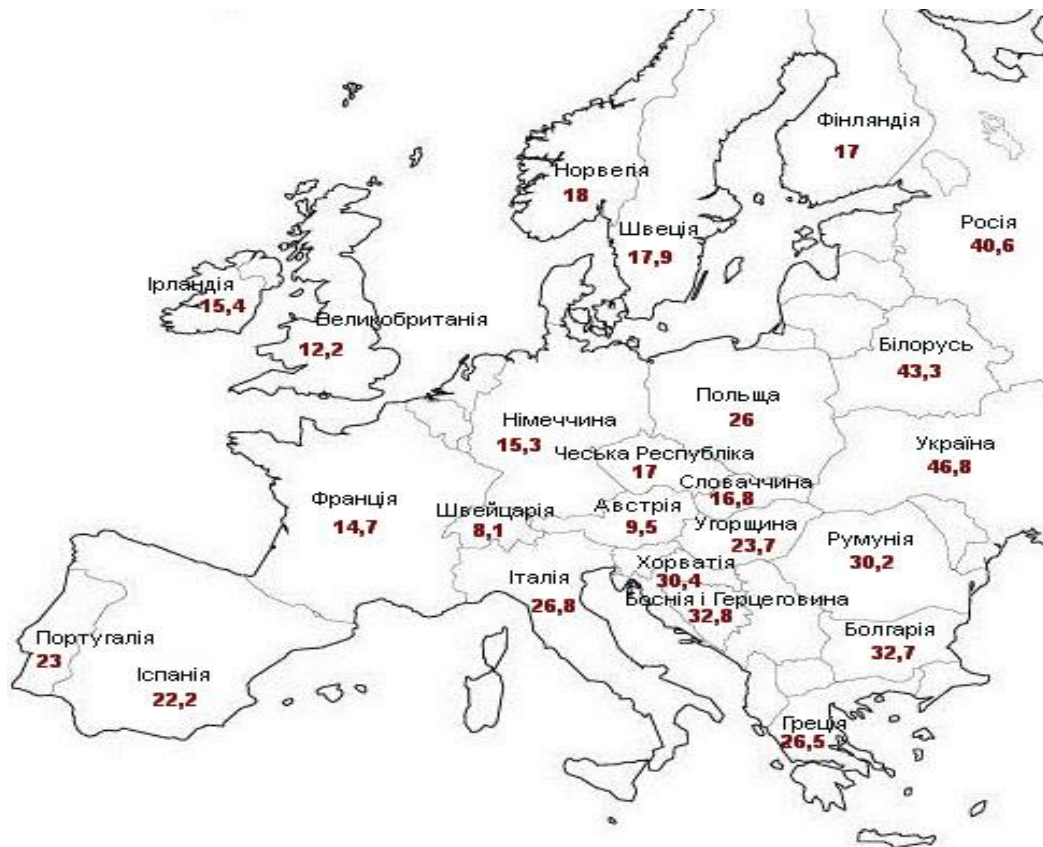 Фінляндія
17
Норвегія
18
Росія
40,6
Швеція
17,9
Ірландія
15,4
Великобританія
12,2
Білорусь
43,3
Польща
26
Німеччина
15,3
Україна
46,8
Чеська Республіка
17
Словаччина
16,8
Франція
14,7
Швейцарія
8,1
Австрія
9,5
Угорщина
23,7
Румунія
30,2
Хорватія
30,4
Італія
26,8
Боснія і Герцеговина
32,8
Болгарія
32,7
Португалія
23
Іспанія
22,2
Греція
26,5